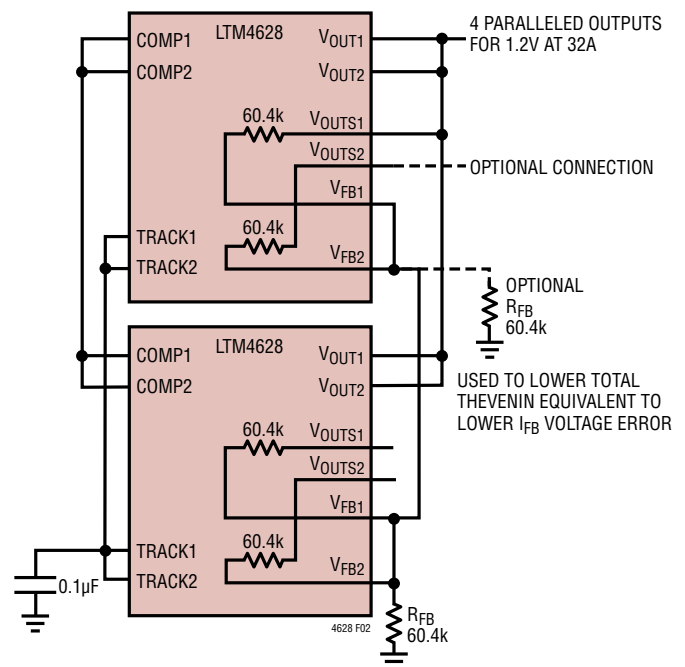 LTM4628
COMP1
COMP2
VOUT1
VOUT2
4 PARALLELED OUTPUTS
FOR 1.2V AT 32A
60.4k
VOUTS1
VOUTS2
OPTIONAL CONNECTION
VFB1
60.4k
TRACK1
TRACK2
VFB2
OPTIONAL
RFB
60.4k
LTM4628
COMP1
COMP2
VOUT1
VOUT2
USED TO LOWER TOTAL
THEVENIN EQUIVALENT TO
LOWER IFB VOLTAGE ERROR
60.4k
VOUTS1
VOUTS2
VFB1
60.4k
TRACK1
TRACK2
VFB2
0.1µF
RFB
60.4k
4628 F02